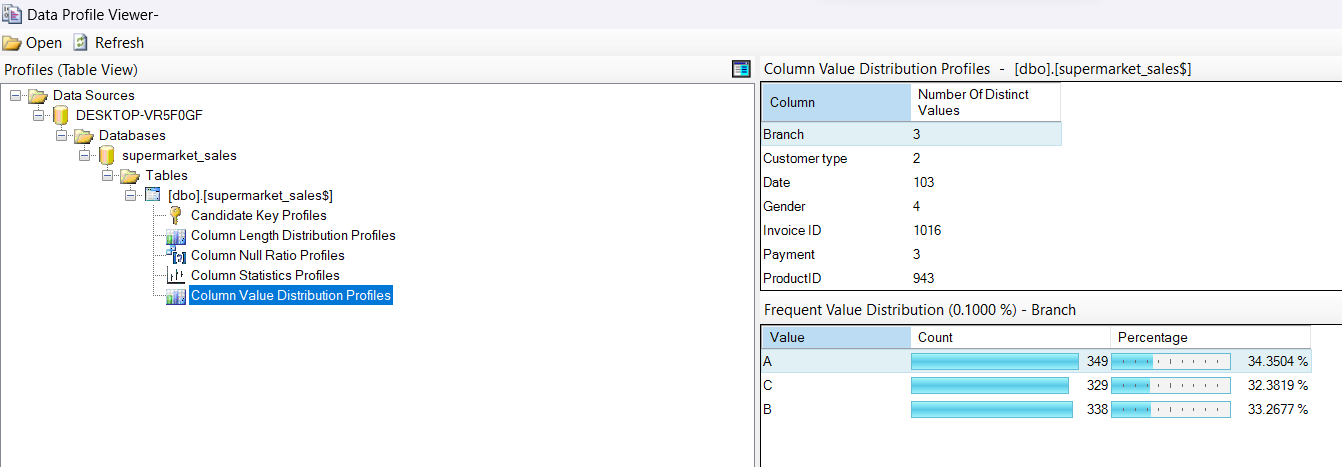 Data Profile Viewer-
Open Refresh
Profiles (Table View)
Data Sources
DESKTOP-VR5F0GF
Databases
supermarket_sales
Tables
[dbo].[supermarket_sales$]
Candidate Key Profiles
Column Length Distribution Profiles
Column Null Ratio Profiles
Column Statistics Profiles
Column Value Distribution Profiles
Column Value Distribution Profiles - [dbo].[supermarket_sales$]
Column Number Of Distinct Values
Branch 3
Customer type 2
Date 103
Gender 4
Invoice ID 1016
Payment 3
ProductID 943
Frequent Value Distribution (0.1000 %) - Branch
Value Count Percentage
A 349 34.3504 %
C 329 32.3819 %
B 338 33.2677 %